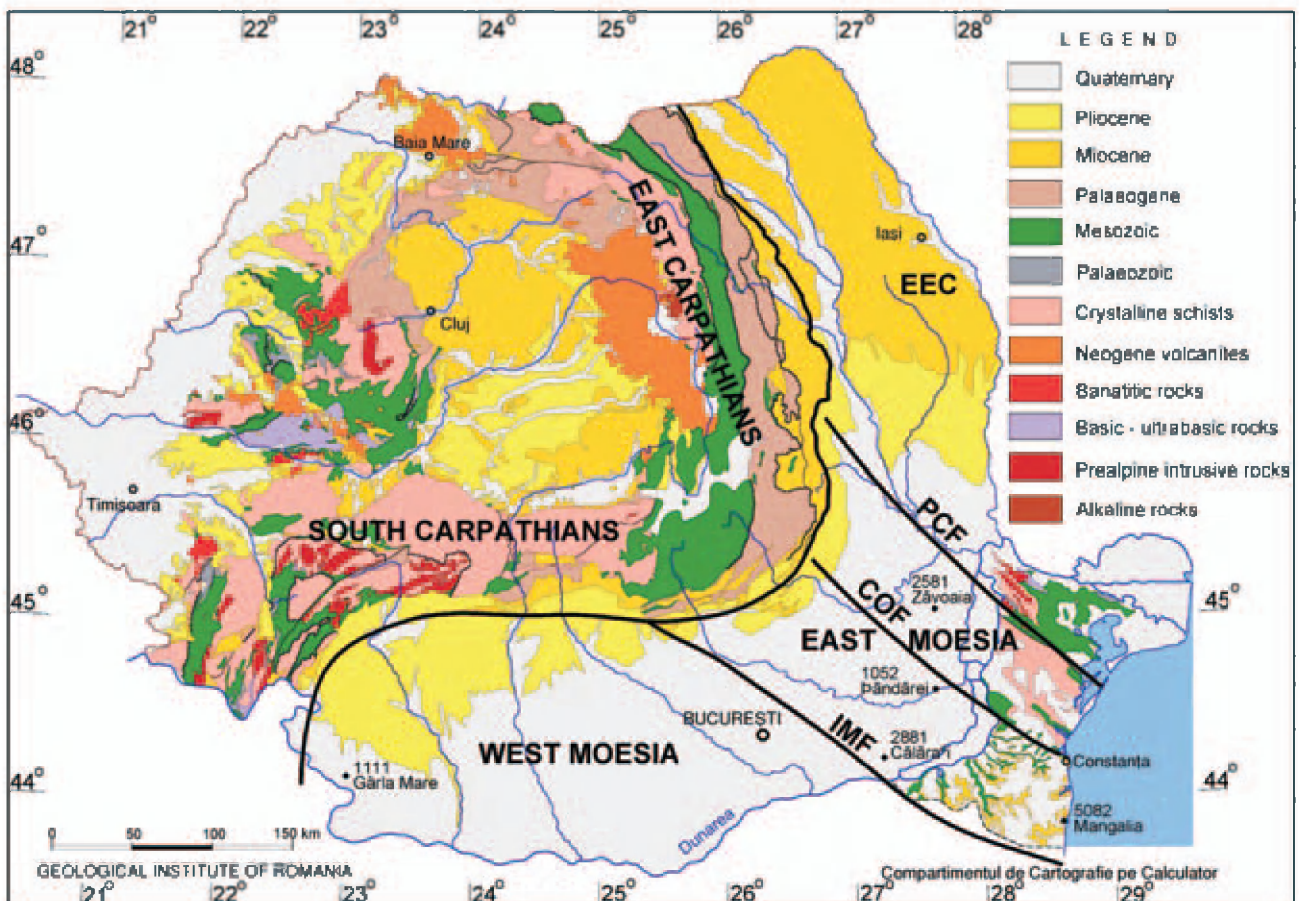 21° 22° 23° 24° 25° 26° 27° 28°
LEGEND
Quaternary
Pliocene
Miocene
Palaeogene
Mesozoic
Palaeozoic
Crystalline schists
Neogene volcanites
Banatitic rocks
Basic - ultrabasic rocks
Prealpine intrusive rocks
Alkaline rocks
48°
47°
46°
45°
44°
45°
44°
Baia Mare
Iasi
EEC
EAST CARPATHIANS
Cluj
Timisoara
SOUTH CARPATHIANS
PCF
COF
2581
Zăvoaia
EAST MOESIA
1052
Þăndărei
BUCUREȘTI
IMF
2881
WEST MOESIA
1111
Gârla Mare
Constanța
5082
Mangalia
Dunarea
0 50 100 150 km
GEOLOGICAL INSTITUTE OF ROMANIA
Compartimentul de Cartografie pe Calculator
21° 22° 23° 24° 25° 26° 27° 28° 29°